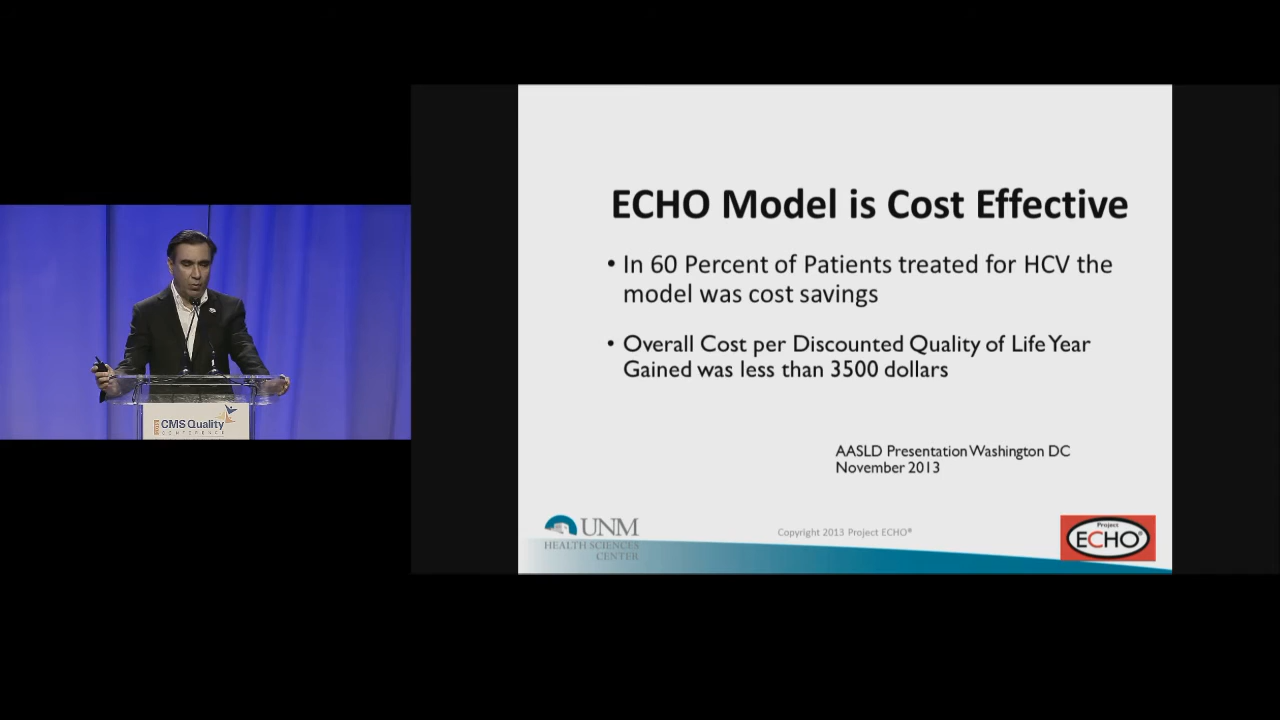 ECHO Model is Cost Effective
• In 60 Percent of Patients treated for HCV the
model was cost savings
• Overall Cost per Discounted Quality of Life Year
Gained was less than 3500 dollars
AASLD Presentation Washington DC
November 2013
UNM
HEALTH SCIENCES
CENTER
Copyright 2013 Project ECHO®
Project
ECHO®
CMS Quality
CONFERENCE